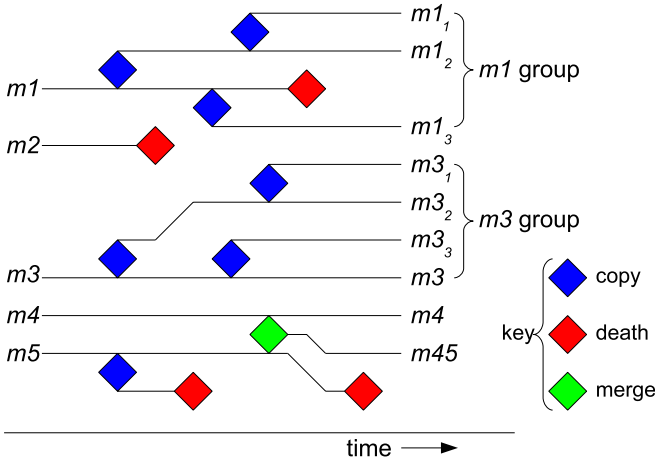 m1₁
m1₂
m1 group
m1
m1₃
m2
m3₁
m3₂
m3 group
m3₃
m3
m3
copy
m4
m4
key
death
m5
m45
merge
time